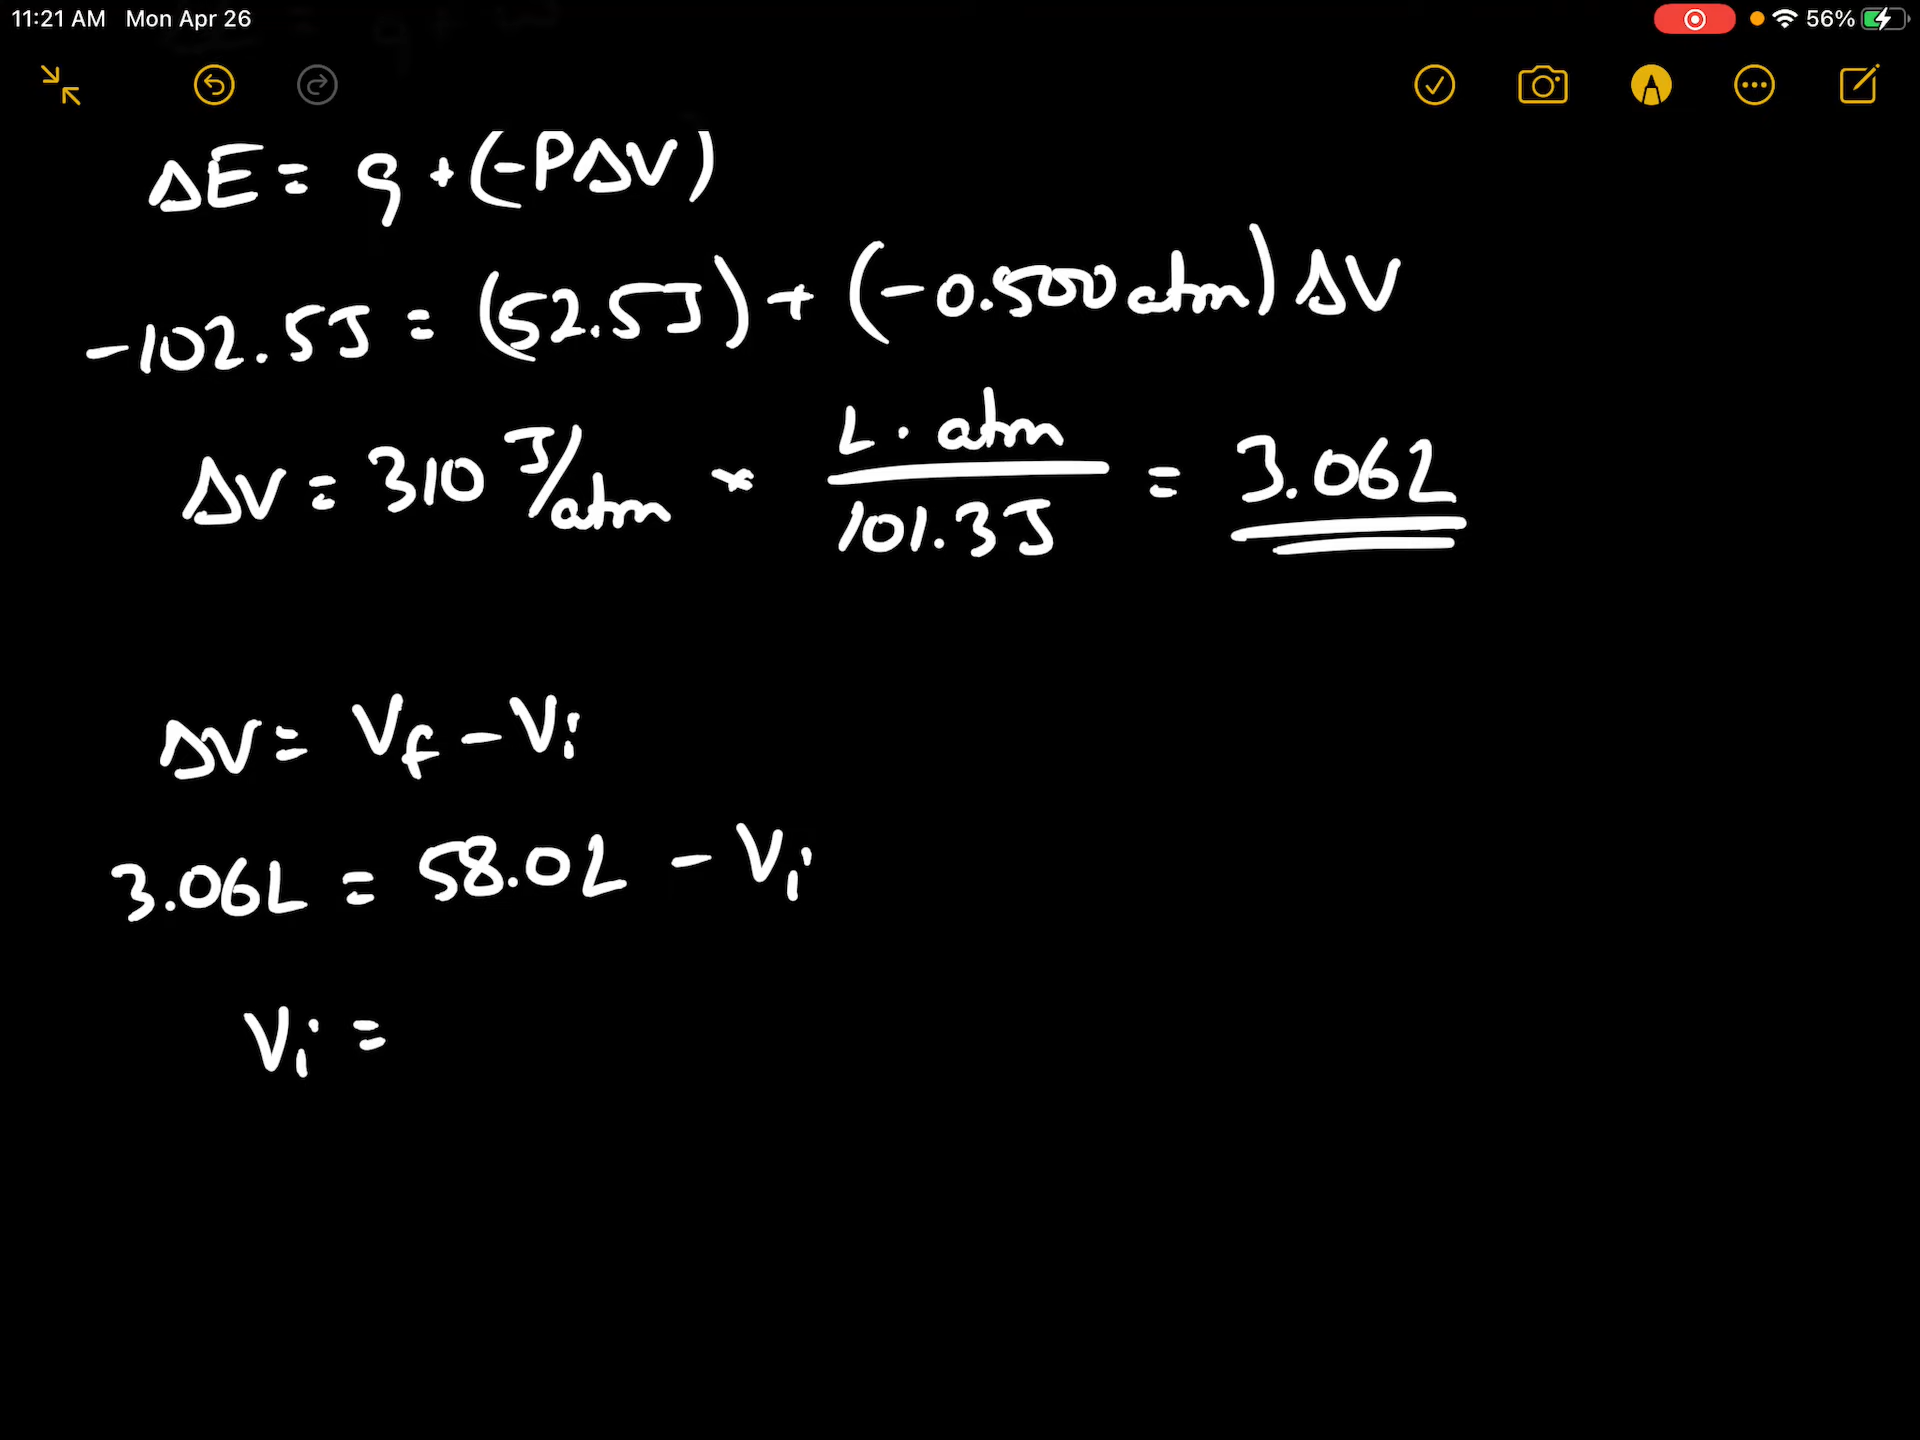 11:21 AM Mon Apr 26 56%
ΔE = q + (-PΔV)
-102.5J = (52.5J) + (-0.500 atm) ΔV
ΔV = 310 J/atm * L · atm / 101.3J = 3.06L
ΔV = Vf - Vi
3.06L = 58.0L - Vi
Vi =